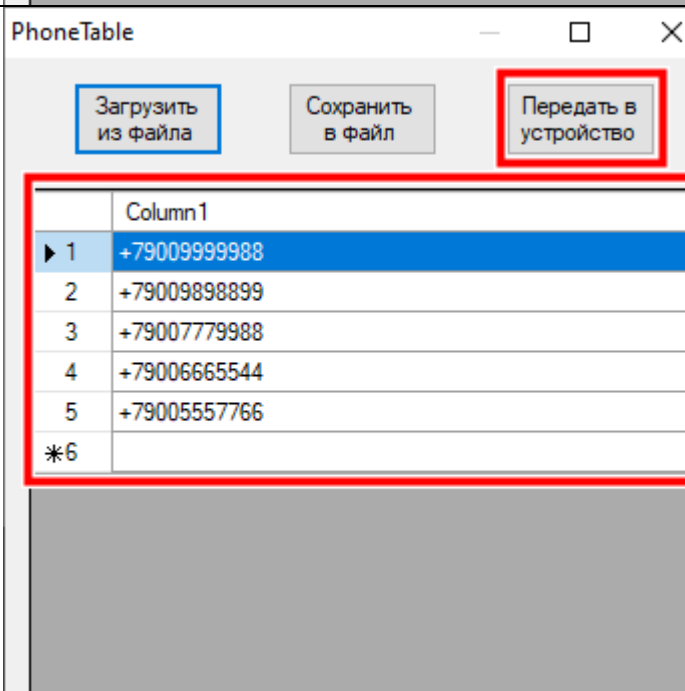 PhoneTable
Загрузить
из файла
Сохранить
в файл
Передать в
устройство
Column1
1 +79009999988
2 +79009898899
3 +79007779988
4 +79006665544
5 +79005557766
*6